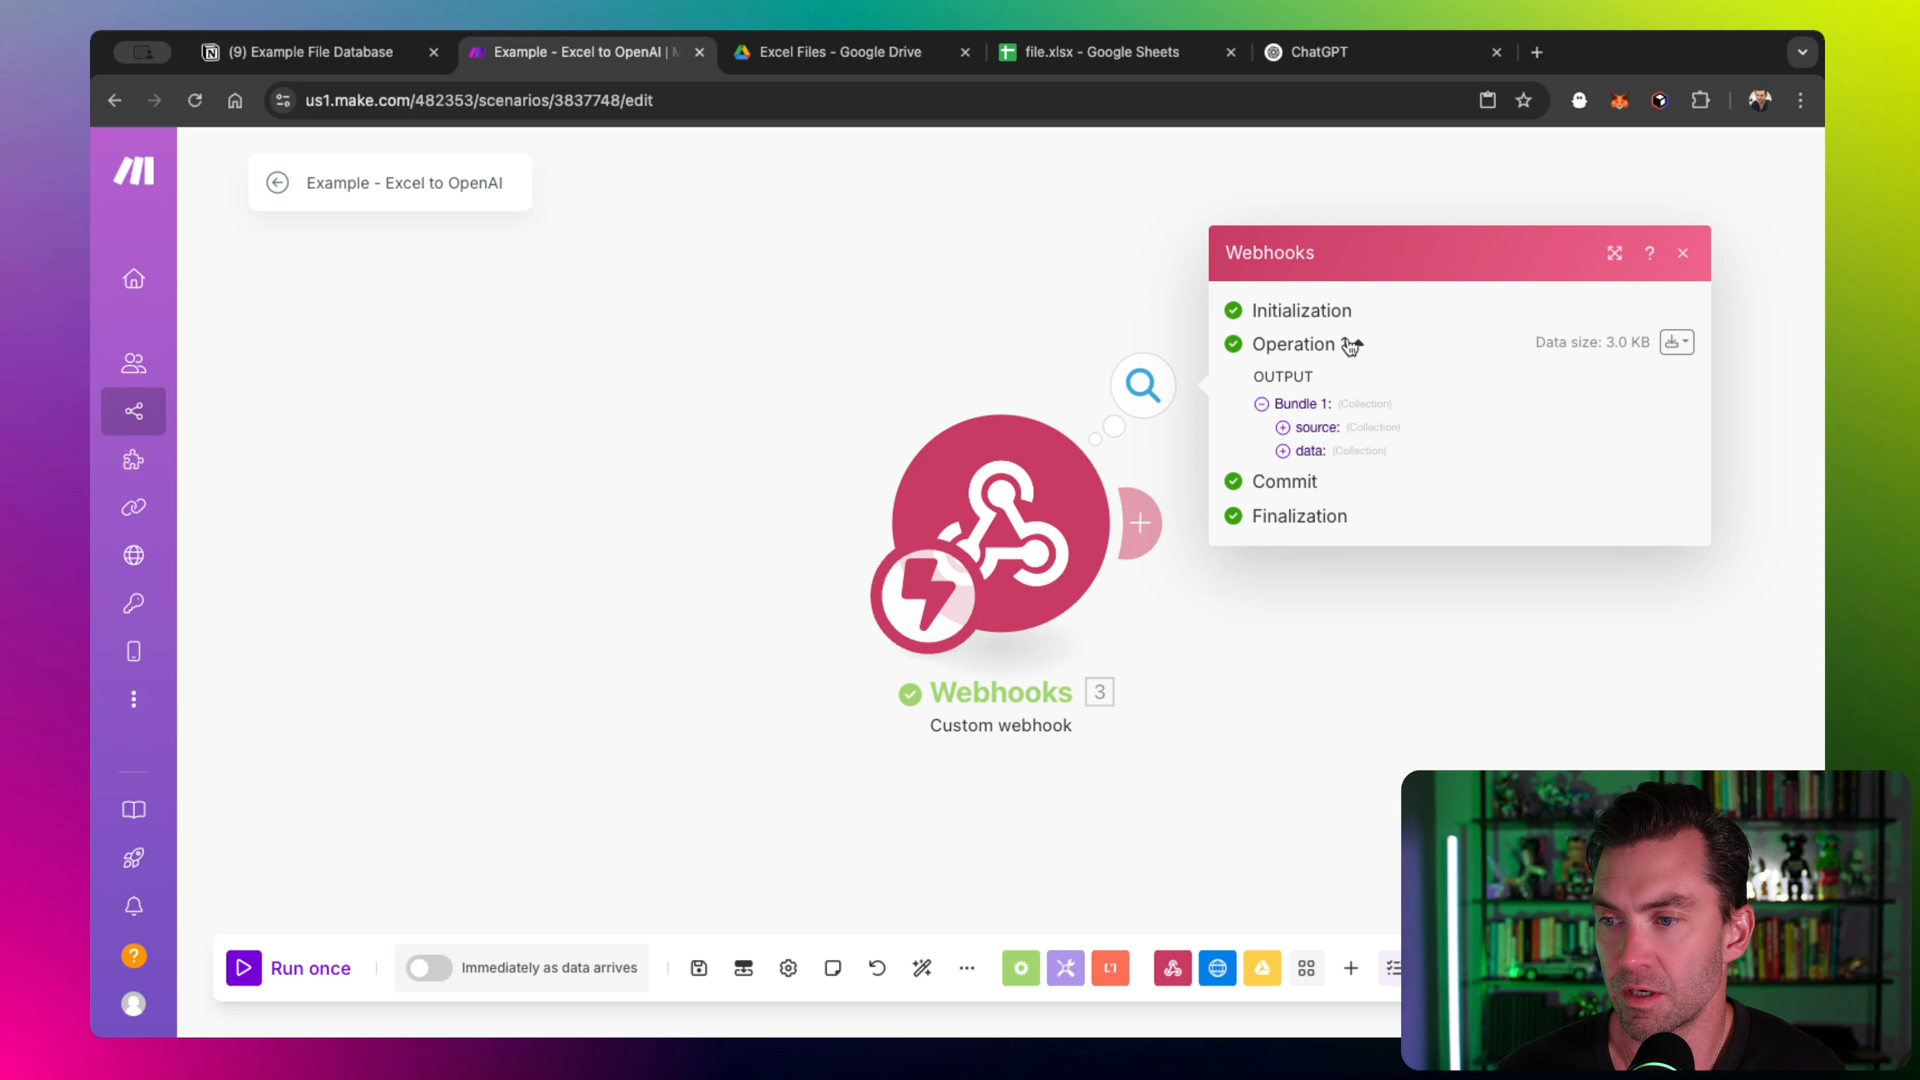 (9) Example File Database
Example - Excel to OpenAI | M
Excel Files - Google Drive
file.xlsx - Google Sheets
ChatGPT
us1.make.com/482353/scenarios/3837748/edit
Example - Excel to OpenAI
Webhooks
?
Initialization
Operation
Data size: 3.0 KB
OUTPUT
Bundle 1: (Collection)
source: (Collection)
data: (Collection)
Commit
Finalization
Webhooks 3
Custom webhook
?
Run once
Immediately as data arrives